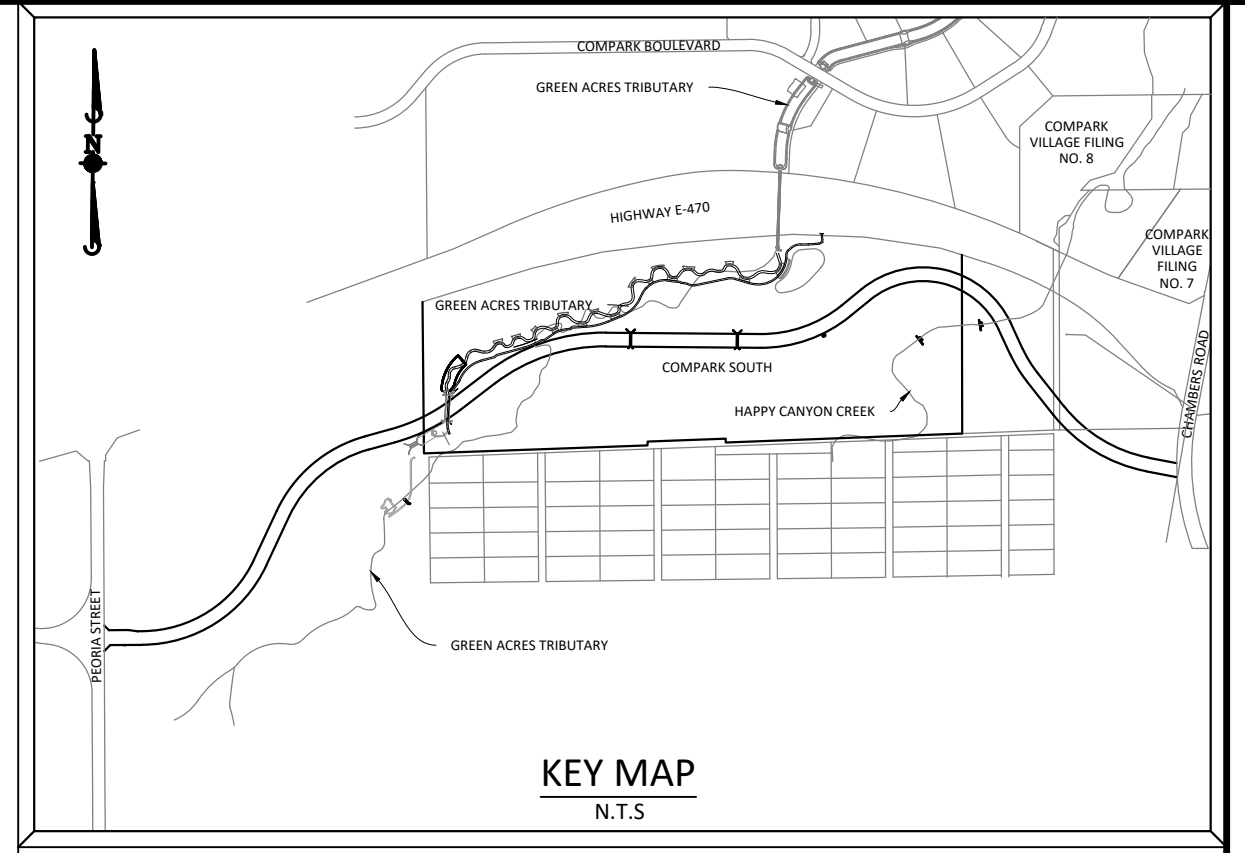 COMPARK BOULEVARD
GREEN ACRES TRIBUTARY
COMPARK
VILLAGE FILING
NO. 8
N
HIGHWAY E-470
COMPARK
VILLAGE
FILING
NO. 7
GREEN ACRES TRIBUTARY
COMPARK SOUTH
CHAMBERS ROAD
HAPPY CANYON CREEK
PEORIA STREET
GREEN ACRES TRIBUTARY
KEY MAP
N.T.S